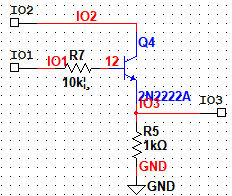 IO2
IO2
IO1
IO1
R7
10k¦,
12
Q4
2N2222A
IO3
IO3
R5
1kΩ
GND
GND